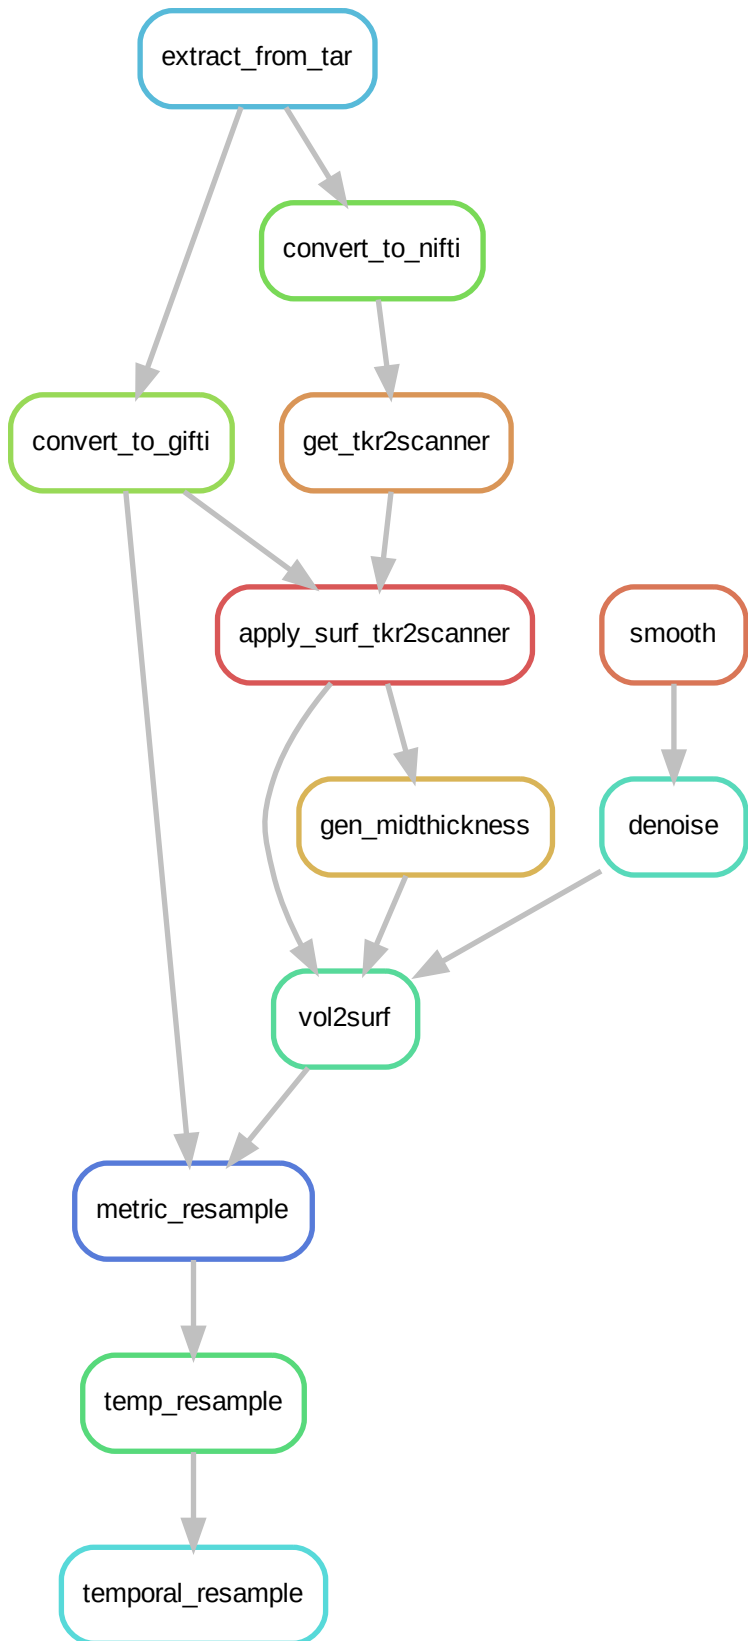 extract_from_tar
convert_to_nifti
convert_to_gifti
get_tkr2scanner
apply_surf_tkr2scanner
smooth
gen_midthickness
denoise
vol2surf
metric_resample
temp_resample
temporal_resample